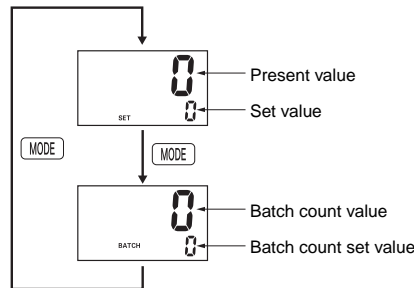 0
Present value
SET 0
Set value
MODE
MODE
0
Batch count value
BATCH 0
Batch count set value